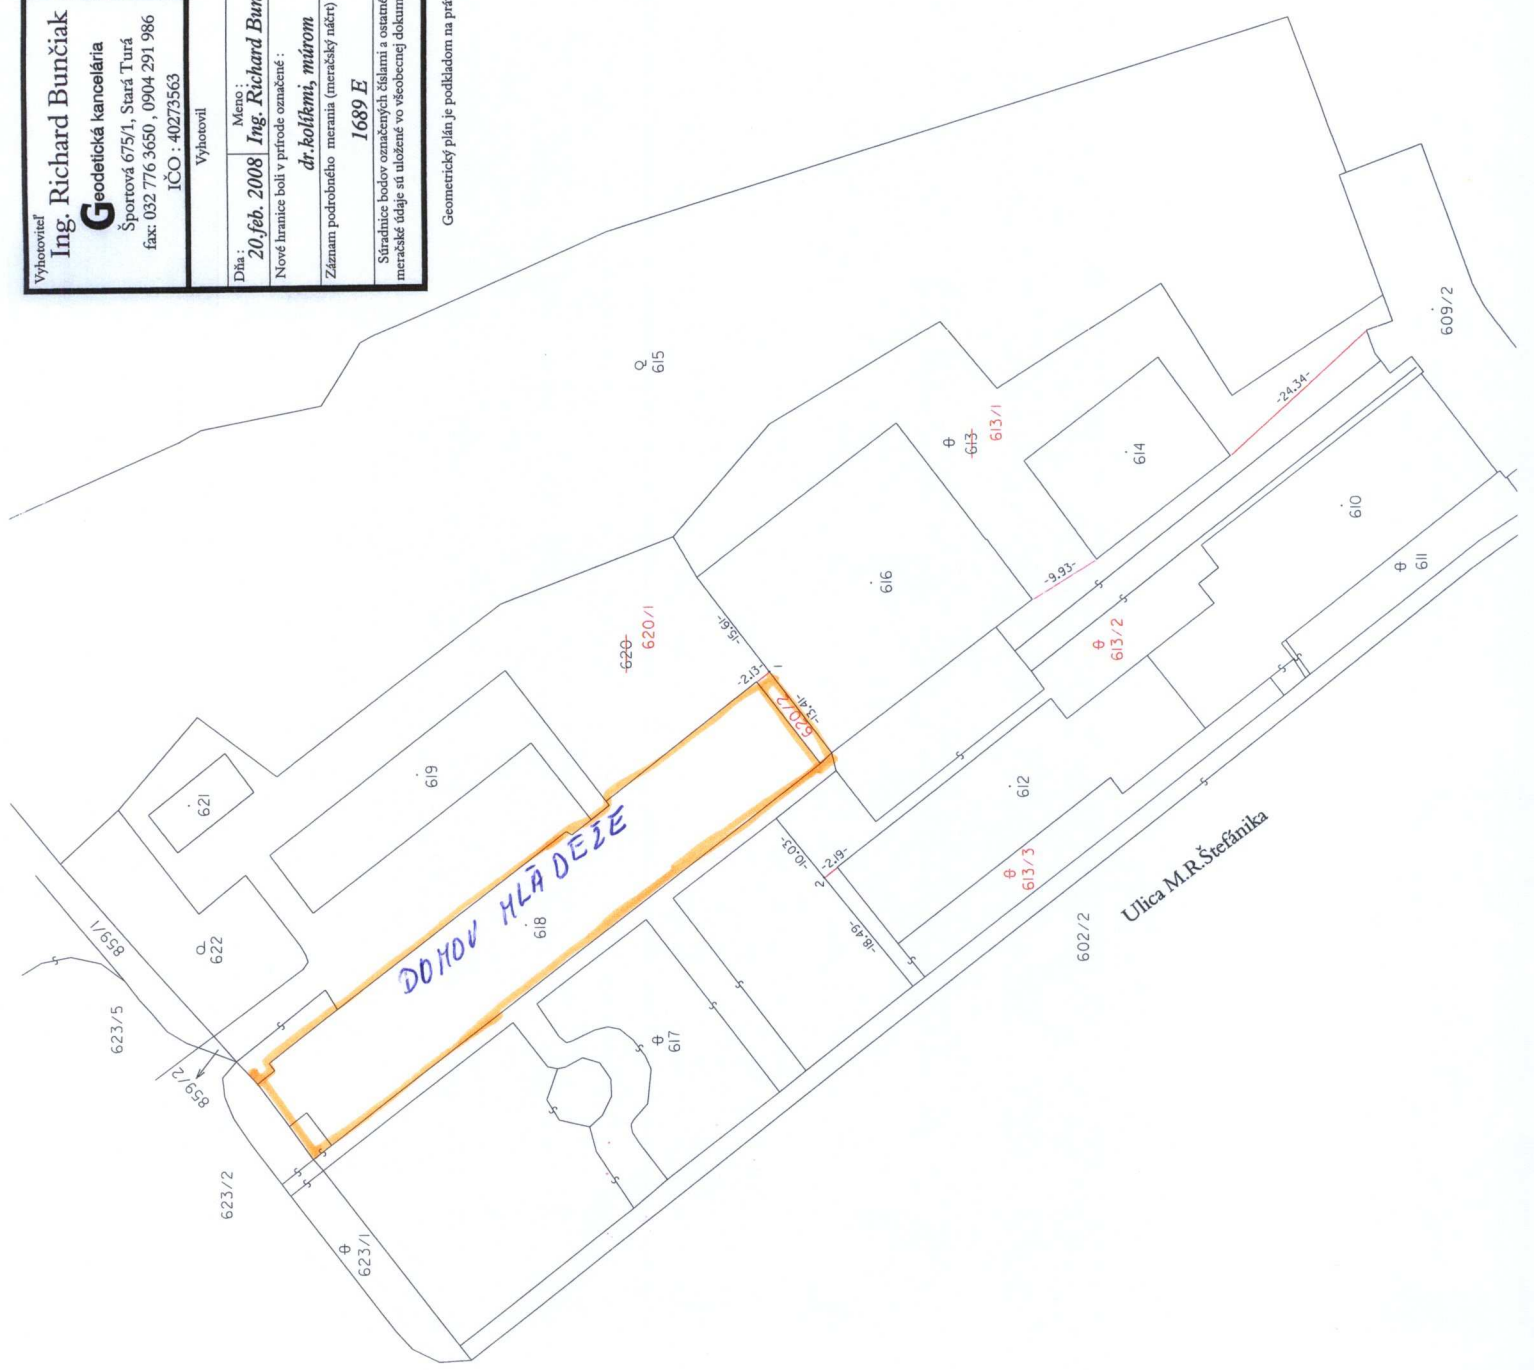 Vyhotoviteľ
Ing. Richard Bunčiak
Geodetická kancelária
Športová 675/1, Stará Turá
fax: 032 776 3650 , 0904 291 986
IČO : 40273563
Vyhotovil
Dňa :
20.feb. 2008
Meno :
Ing. Richard Bun
Nové hranice boli v prírode označené :
dr.kolíkmi, múrom
Záznam podrobného merania (meračský náčrt)
1689 E
Súradnice bodov označených číslami a ostatné
meračské údaje sú uložené vo všeobecnej dokum
Geometrický plán je podkladom na prá
615
609/2
613
613/1
614
-24.34-
616
-9.93-
610
611
613/2
620
620/1
-15.61-
-2.13-
1
620/2
-13.41-
621
619
612
622
859/1
618
DOMOV MLÁDEŽE
-10.03-
2
-2.19-
-18.49-
613/3
Ulica M.R.Štefánika
602/2
623/5
859/2
617
623/2
623/1